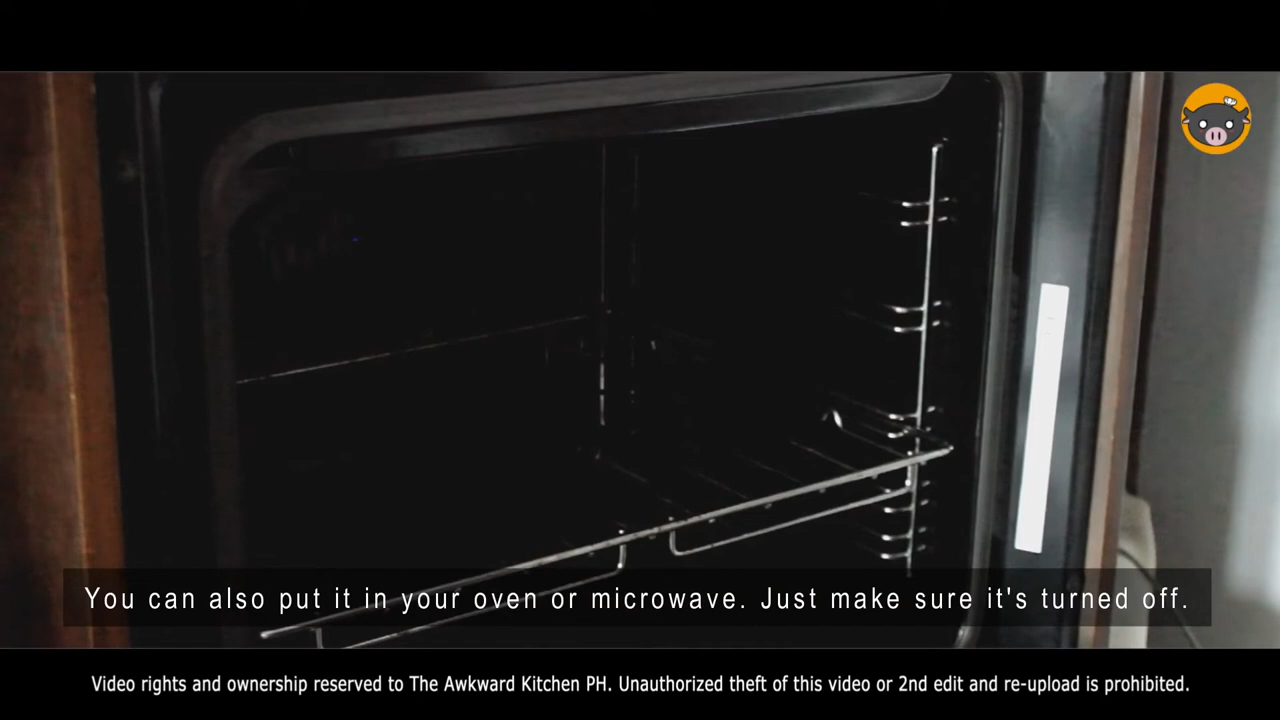 You can also put it in your oven or microwave. Just make sure it's turned off.
Video rights and ownership reserved to The Awkward Kitchen PH. Unauthorized theft of this video or 2nd edit and re-upload is prohibited.